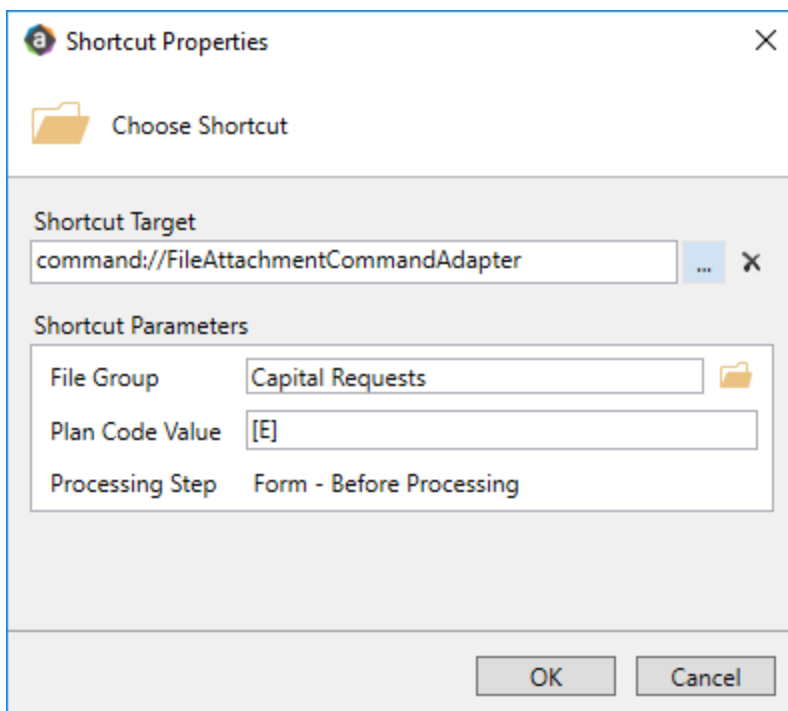 a Shortcut Properties
Choose Shortcut
Shortcut Target
command://FileAttachmentCommandAdapter ...
Shortcut Parameters
File Group Capital Requests
Plan Code Value [E]
Processing Step Form - Before Processing
OK Cancel